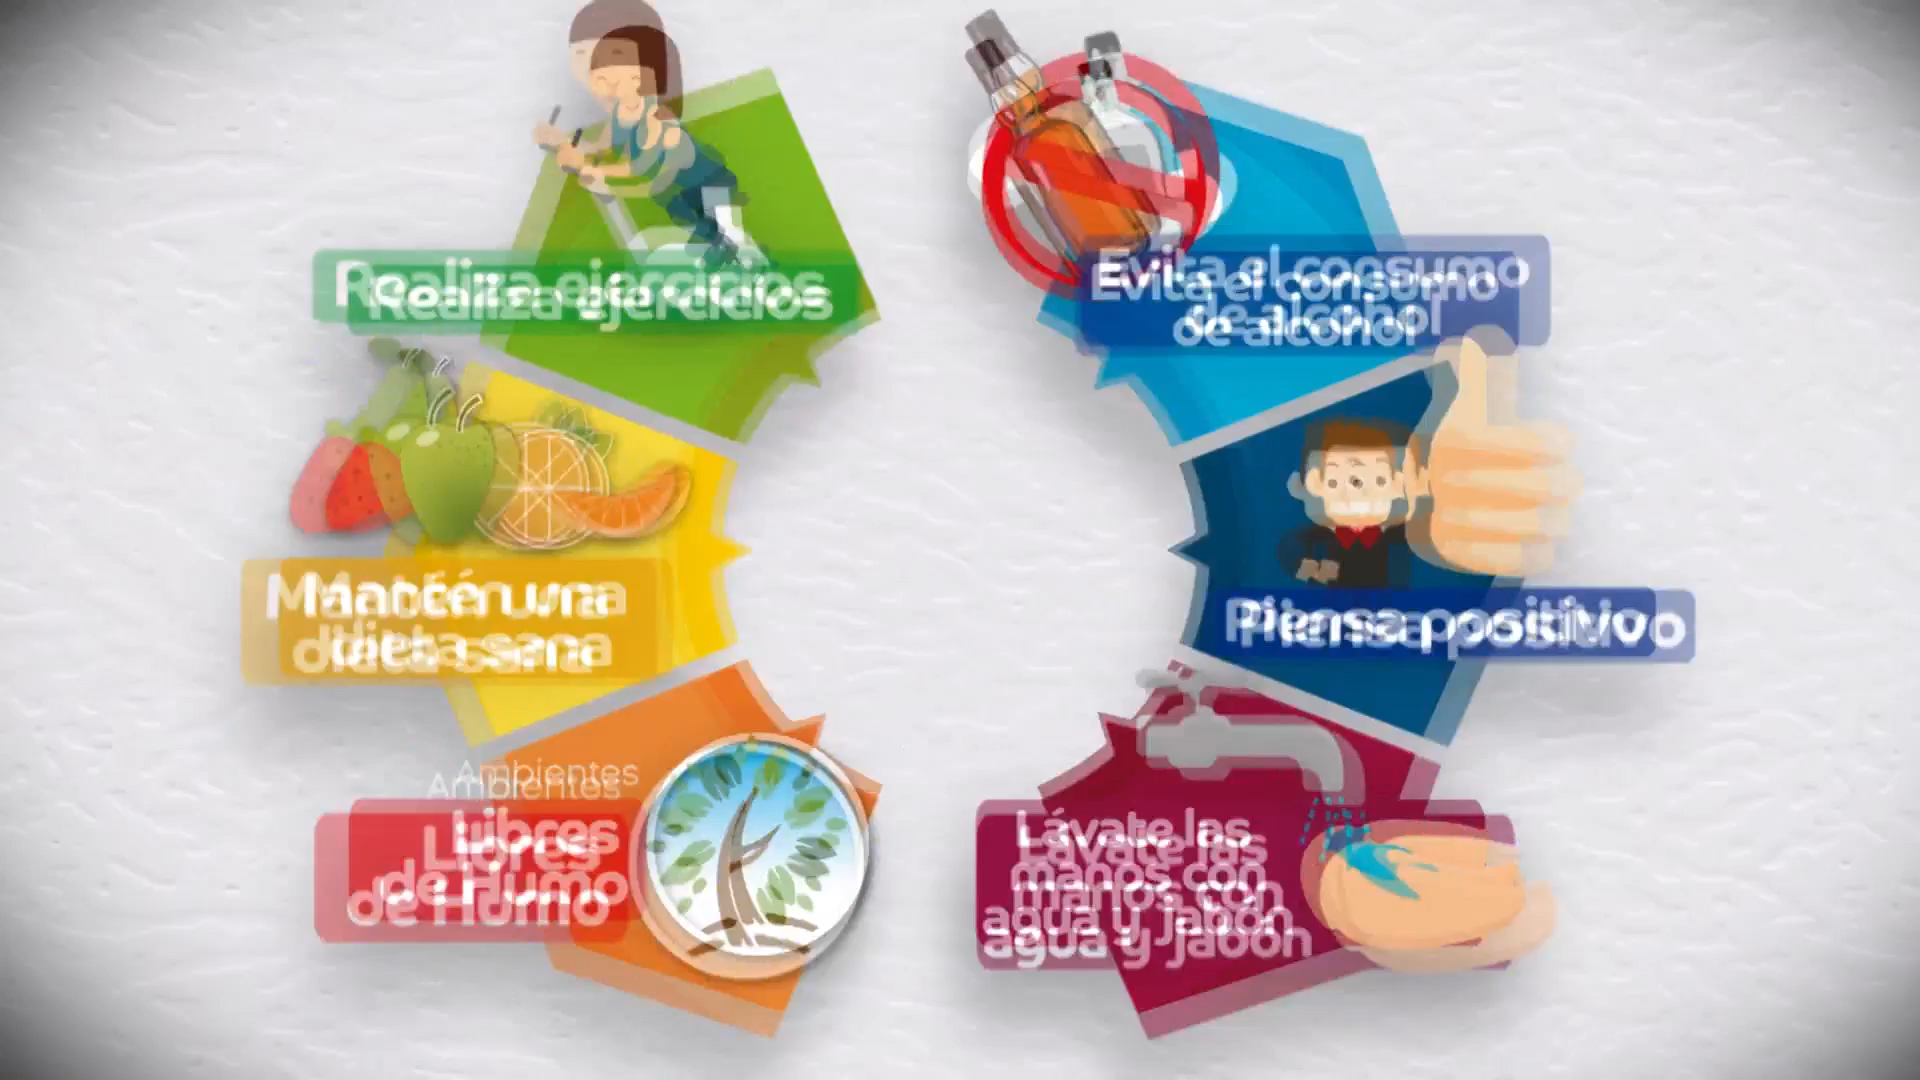 Realiza ejercicios
Mantén una
dieta sana
Ambientes
Libres
de Humo
Evita el consumo
de alcohol
Piensa positivo
Lávate las
manos con
agua y jabón